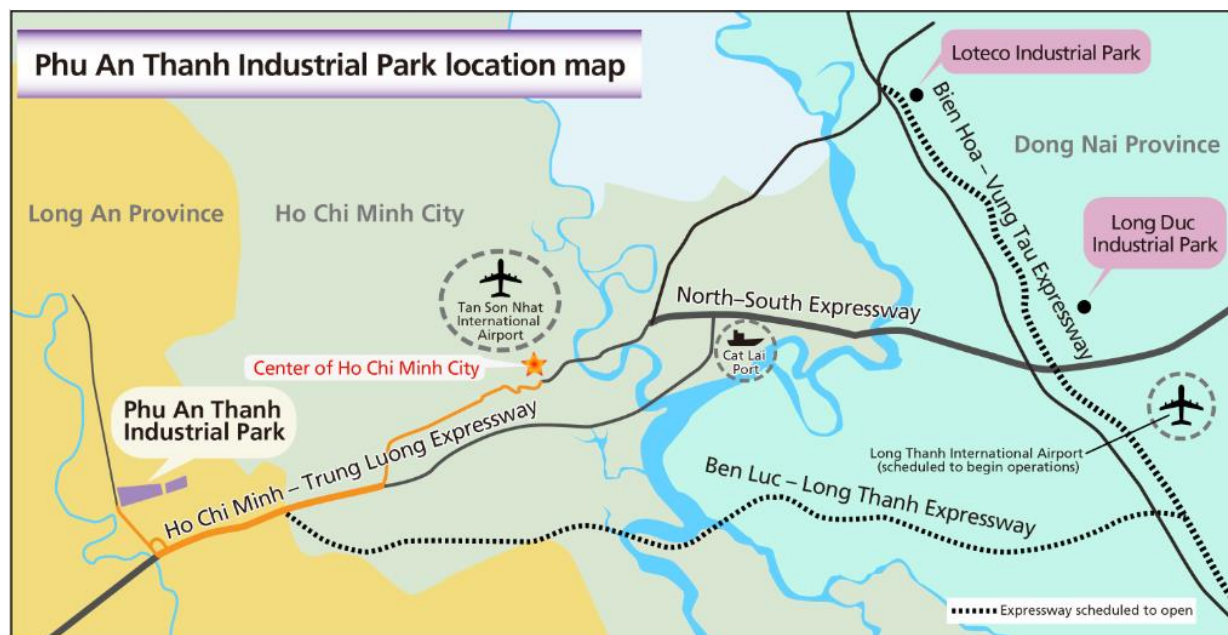 Phu An Thanh Industrial Park location map
Loteco Industrial Park
Bien Hoa – Vung Tau Expressway
Dong Nai Province
Long An Province
Ho Chi Minh City
Long Duc
Industrial Park
Tan Son Nhat
International
Airport
North–South Expressway
Cat Lai
Port
Center of Ho Chi Minh City
Phu An Thanh
Industrial Park
Ho Chi Minh – Trung Luong Expressway
Long Thanh International Airport
(scheduled to begin operations)
Ben Luc – Long Thanh Expressway
Expressway scheduled to open